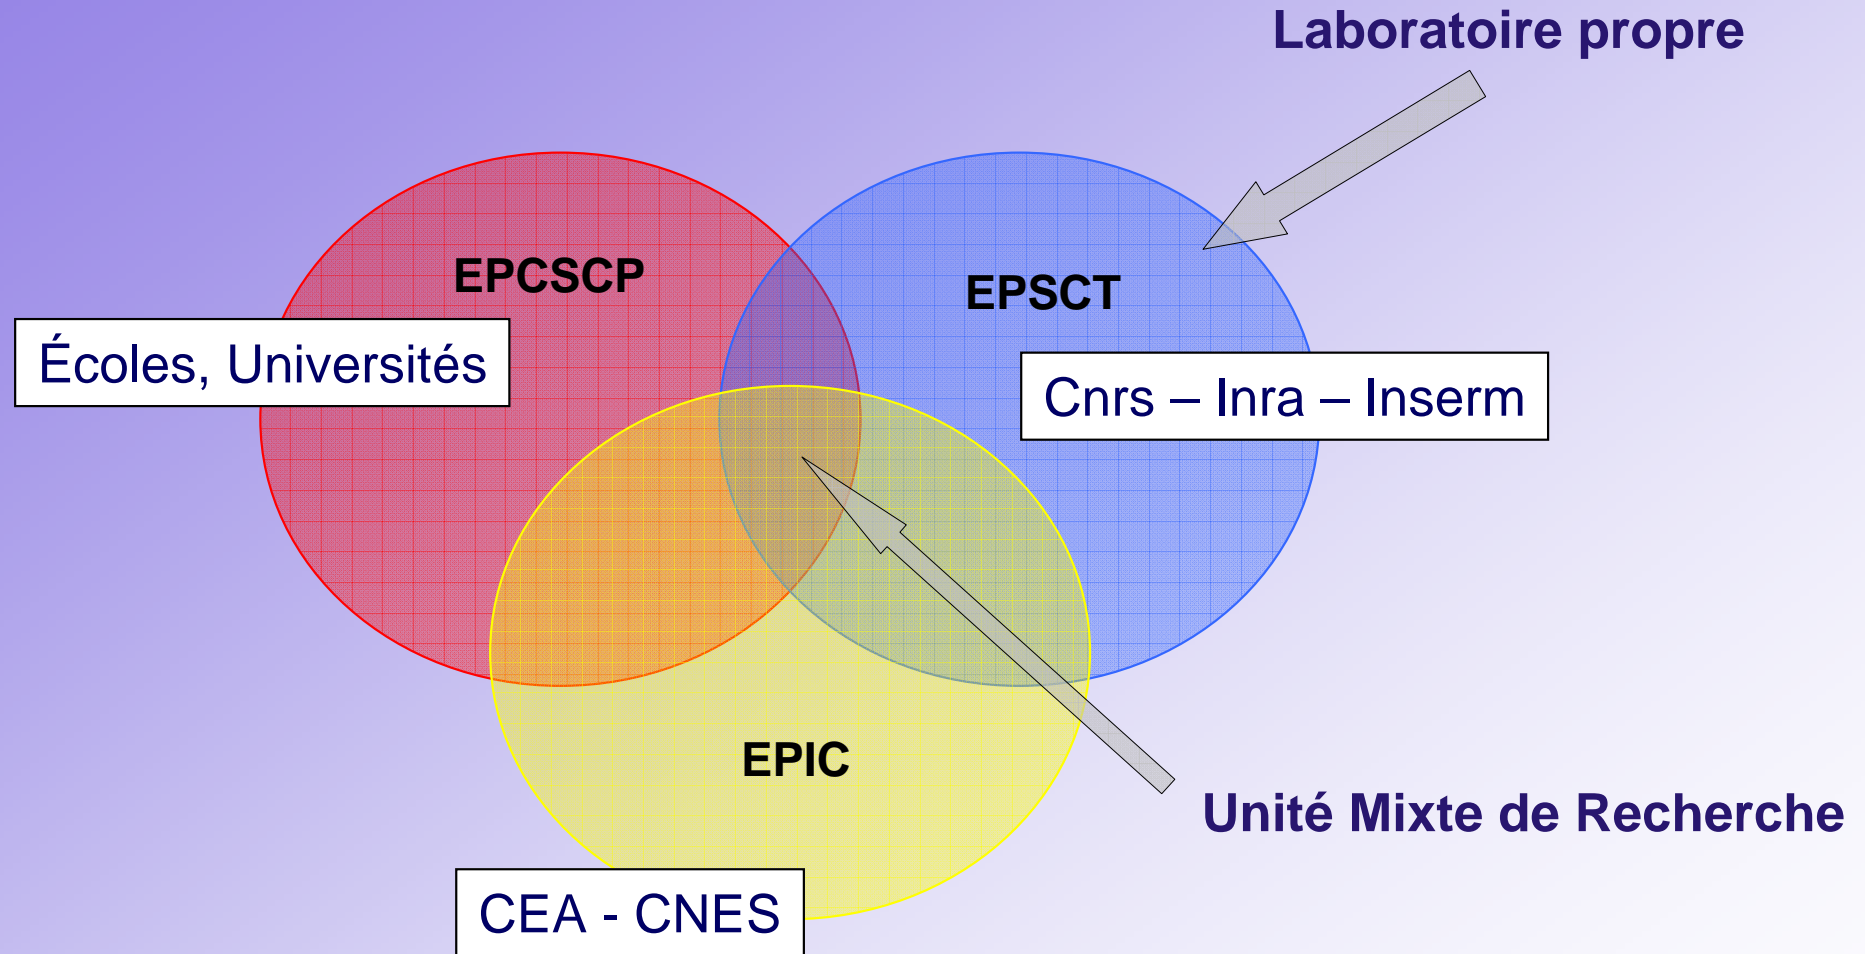 Laboratoire propre
EPCSCP
EPSCT
Écoles, Universités
Cnrs – Inra – Inserm
EPIC
Unité Mixte de Recherche
CEA - CNES